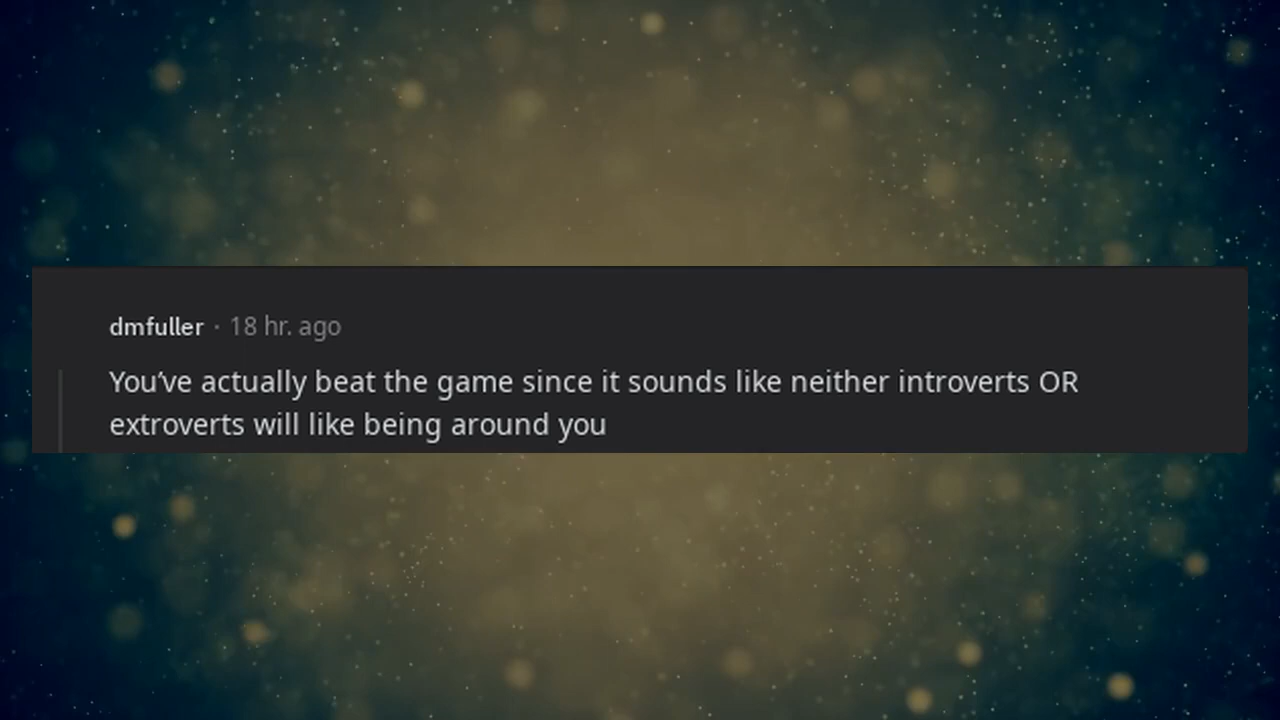 dmfuller · 18 hr. ago
You’ve actually beat the game since it sounds like neither introverts OR
extroverts will like being around you